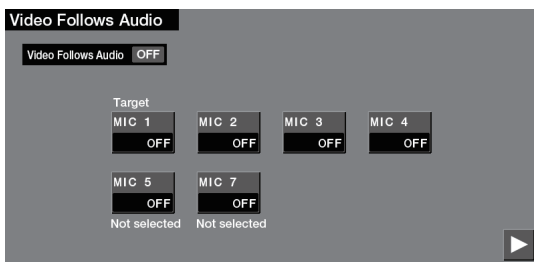 Video Follows Audio
Video Follows Audio OFF
Target
MIC 1 MIC 2 MIC 3 MIC 4
OFF OFF OFF OFF
MIC 5 MIC 7
OFF OFF
Not selected Not selected